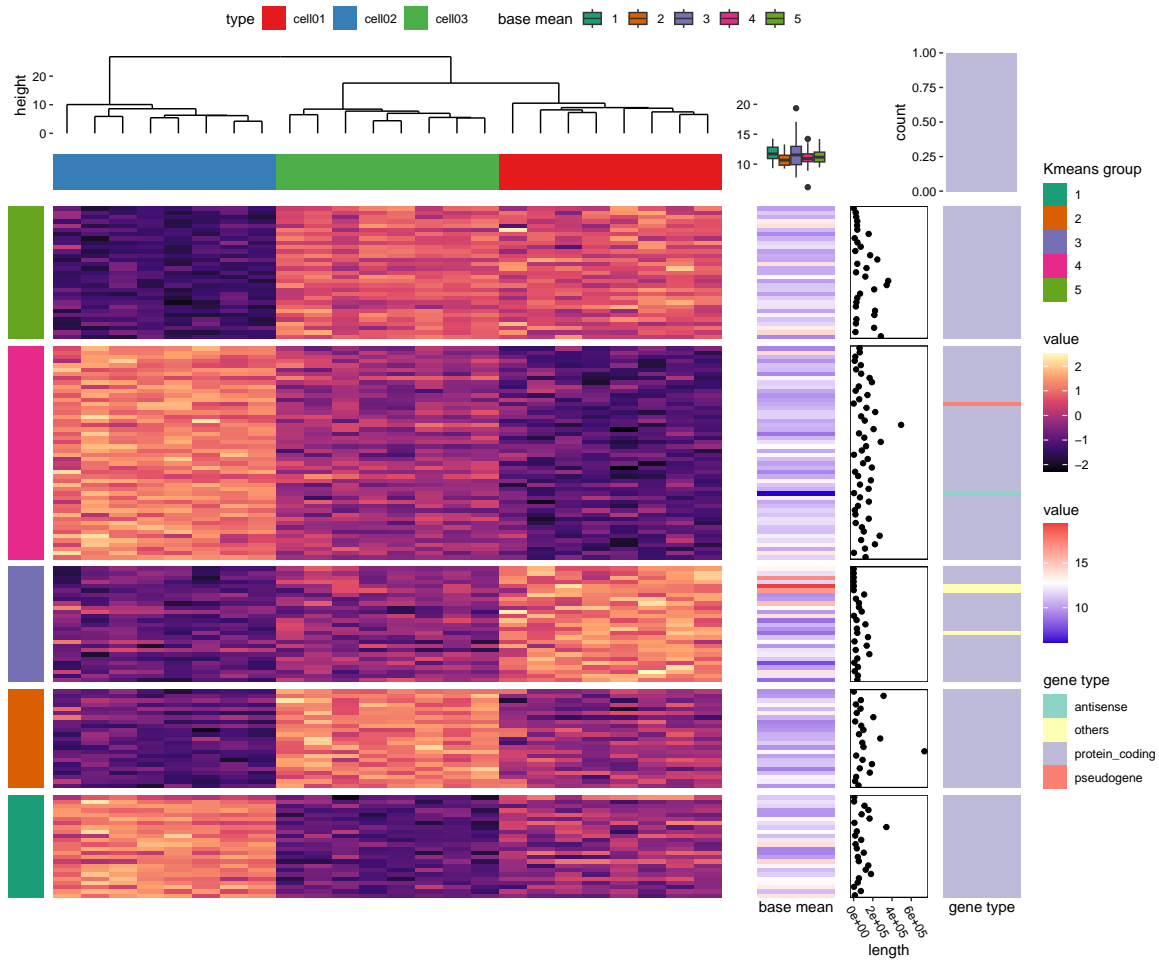 type cell01 cell02 cell03 base mean 1 2 3 4 5
height
20
10
0
20
15
10
count
1.00
0.75
0.50
0.25
0.00
Kmeans group
1
2
3
4
5
value
2
1
0
−1
−2
value
15
10
gene type
antisense
others
protein_coding
pseudogene
base mean
0e+00
2e+05
4e+05
6e+05
length
gene type